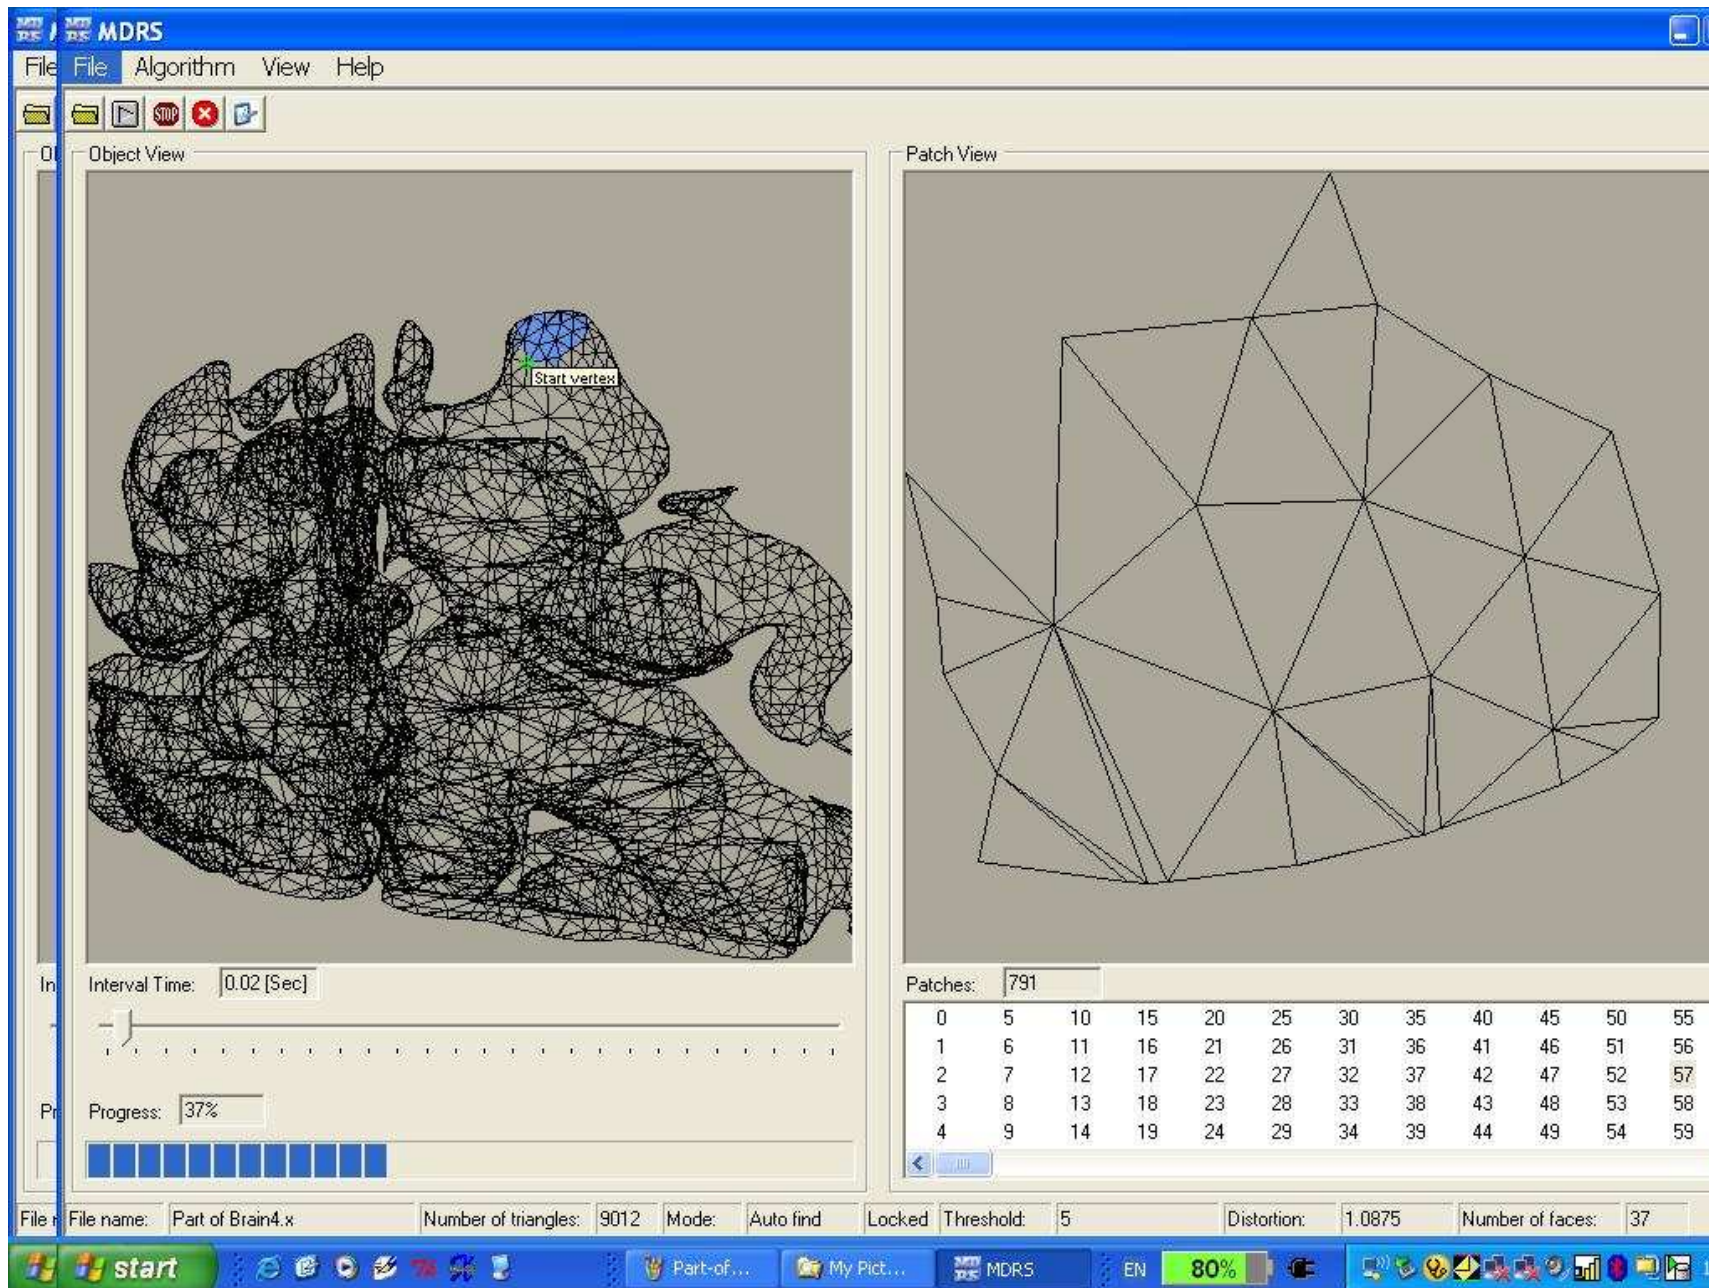 MDRS
File File Algorithm View Help
STOP
Object View
Patch View
Start vertex
Interval Time: 0.02 [Sec]
Patches: 791
0 5 10 15 20 25 30 35 40 45 50 55
1 6 11 16 21 26 31 36 41 46 51 56
2 7 12 17 22 27 32 37 42 47 52 57
3 8 13 18 23 28 33 38 43 48 53 58
4 9 14 19 24 29 34 39 44 49 54 59
Progress: 37%
File name: Part of Brain4.x Number of triangles: 9012 Mode: Auto find Locked Threshold: 5 Distortion: 1.0875 Number of faces: 37
start Part-of... My Pict... MDRS EN 80%